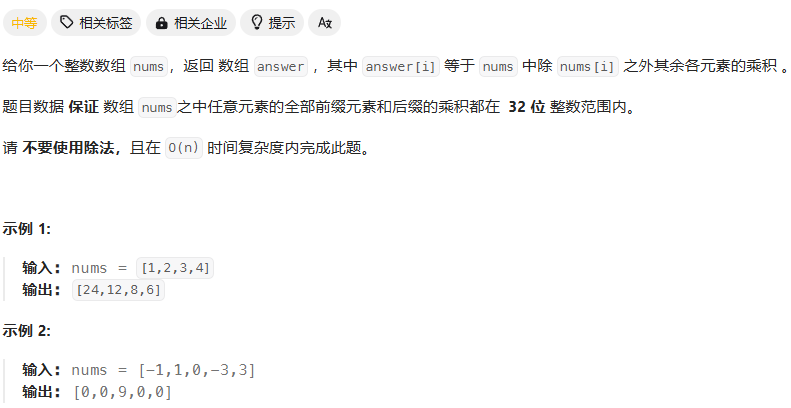 中等 相关标签 相关企业 提示 A文
给你一个整数数组 nums，返回 数组 answer ，其中 answer[i] 等于 nums 中除 nums[i] 之外其余各元素的乘积 。
题目数据 保证 数组 nums之中任意元素的全部前缀元素和后缀的乘积都在 32 位 整数范围内。
请 不要使用除法，且在 O(n) 时间复杂度内完成此题。
示例 1:
输入: nums = [1,2,3,4]
输出: [24,12,8,6]
示例 2:
输入: nums = [-1,1,0,-3,3]
输出: [0,0,9,0,0]